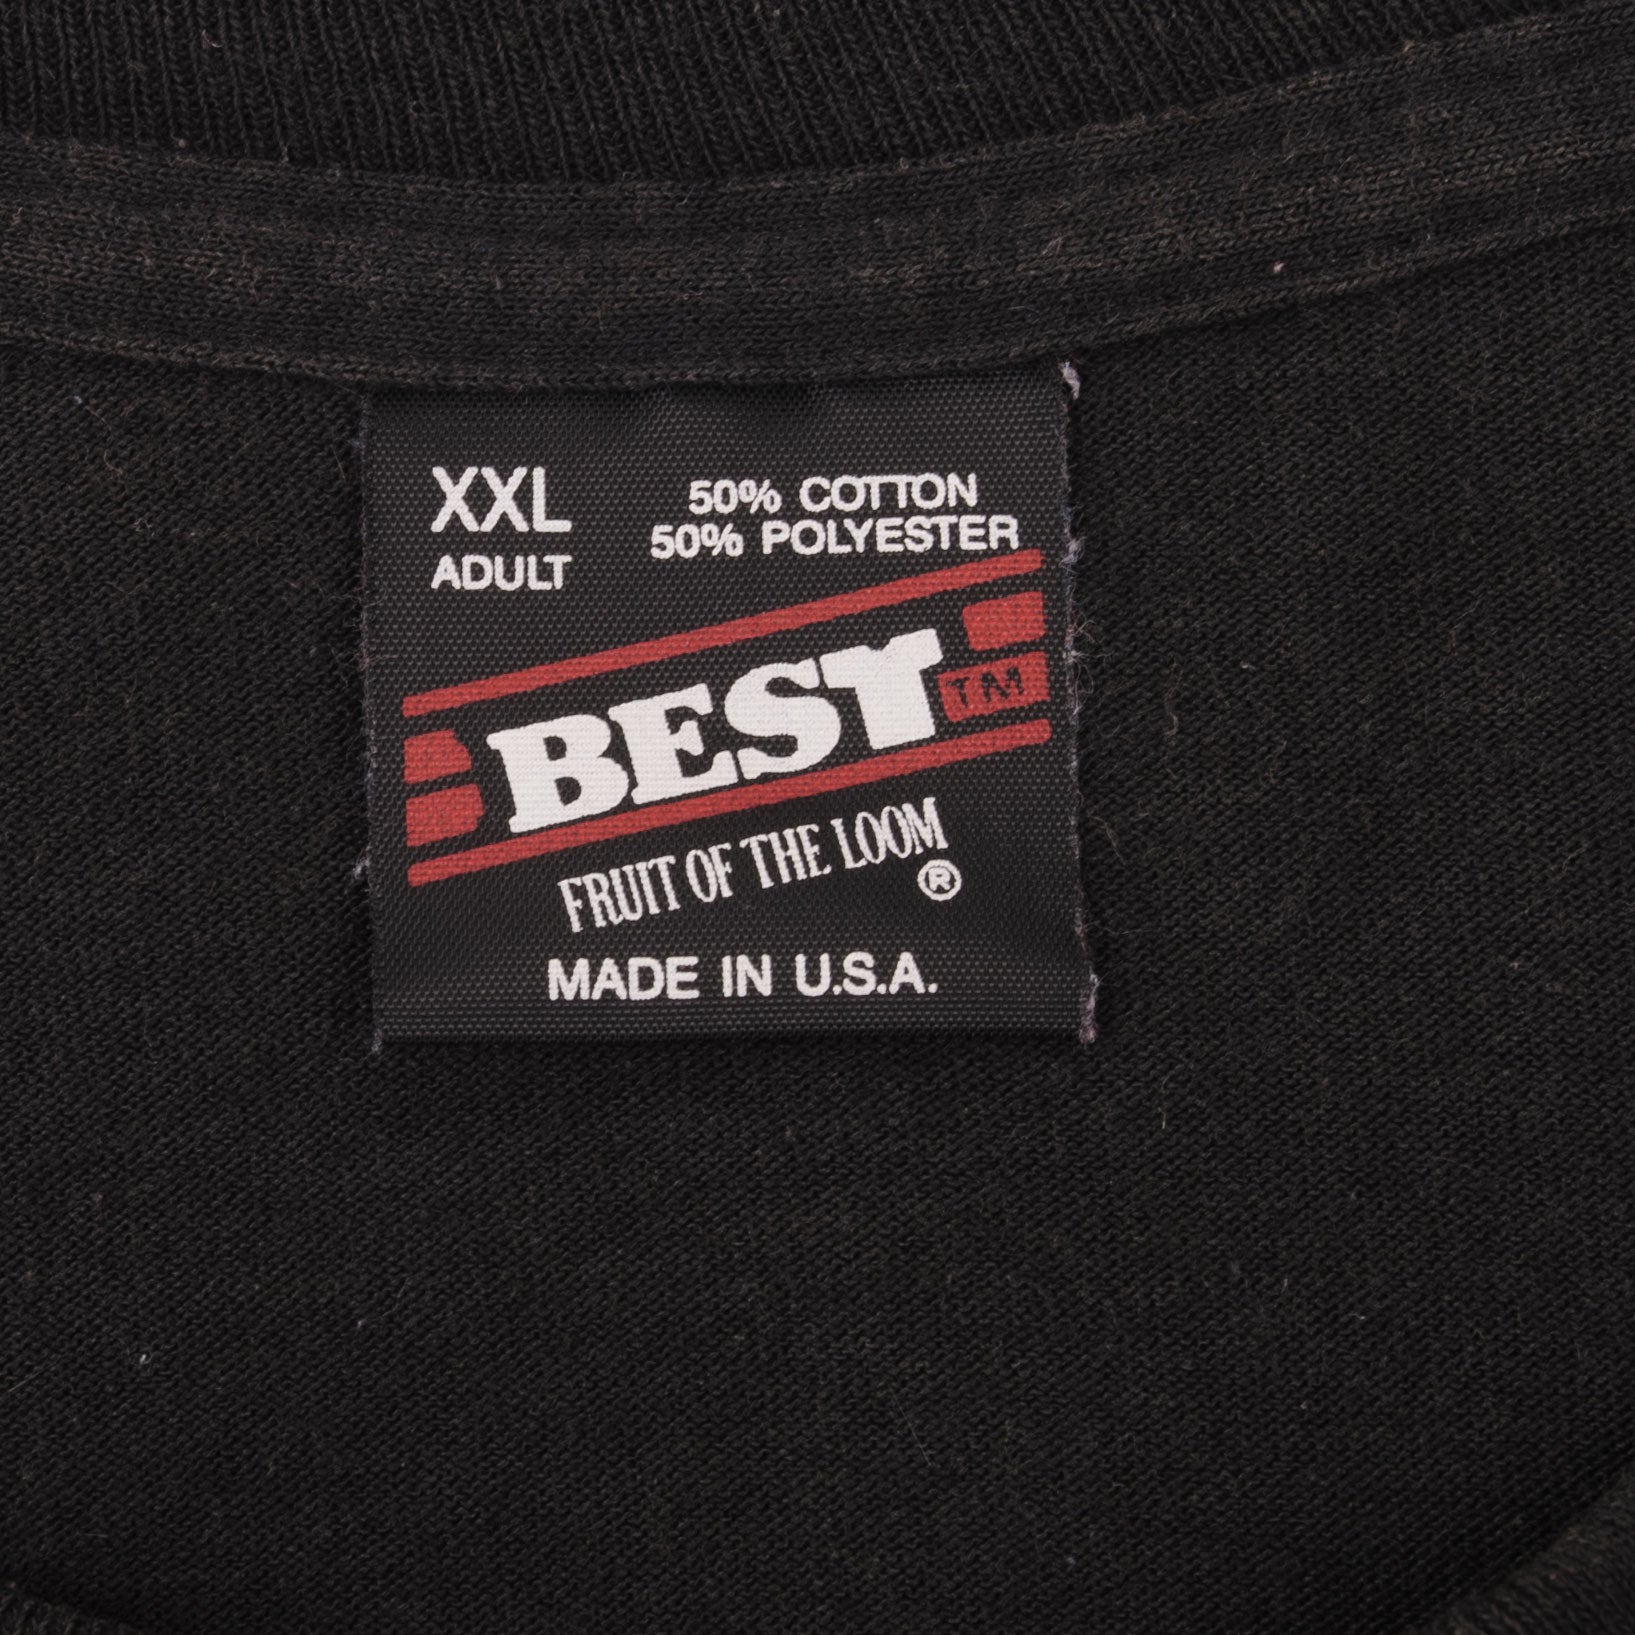 XXL
ADULT
50% COTTON
50% POLYESTER
BEST TM
FRUIT OF THE LOOM
®
MADE IN U.S.A.